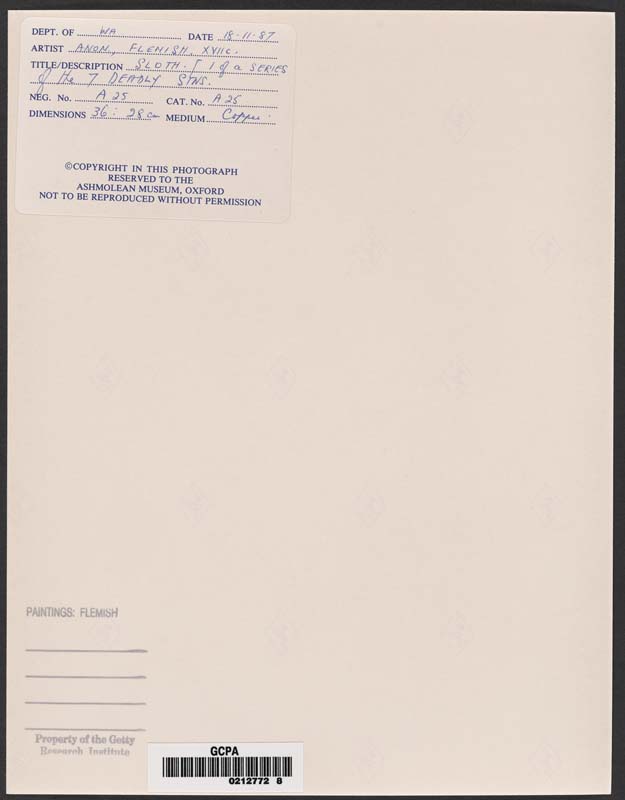 DEPT. OF WA DATE 18-11-87
ARTIST ANON, FLEMISH, XVIIc.
TITLE/DESCRIPTION SLOTH. [1 of a SERIES
of the 7 DEADLY SINS.
NEG. No. A 25 CAT. No. A 25
DIMENSIONS 36: 28 cm MEDIUM Copper.
©COPYRIGHT IN THIS PHOTOGRAPH
RESERVED TO THE
ASHMOLEAN MUSEUM, OXFORD
NOT TO BE REPRODUCED WITHOUT PERMISSION
PAINTINGS: FLEMISH
Property of the Getty
Research Institute
GCPA
0212772 8